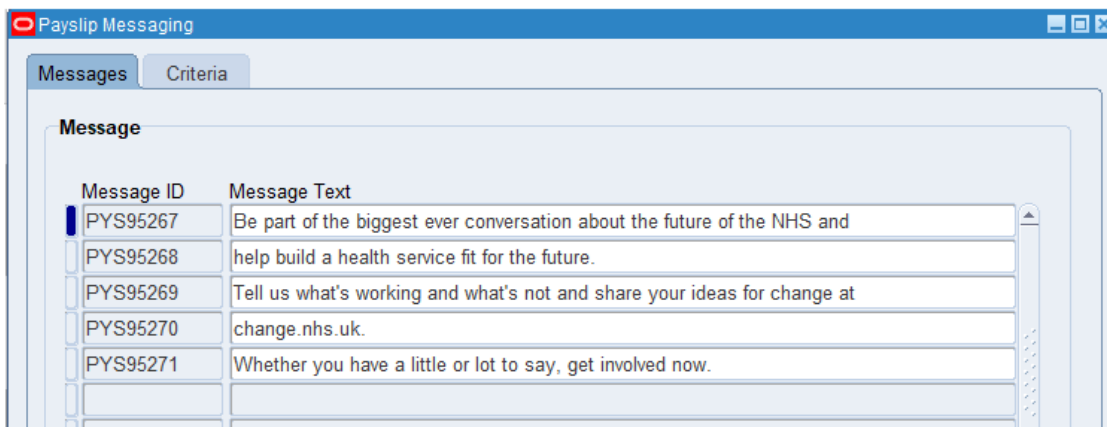 Payslip Messaging
Messages Criteria
Message
Message ID Message Text
PYS95267 Be part of the biggest ever conversation about the future of the NHS and
PYS95268 help build a health service fit for the future.
PYS95269 Tell us what's working and what's not and share your ideas for change at
PYS95270 change.nhs.uk.
PYS95271 Whether you have a little or lot to say, get involved now.